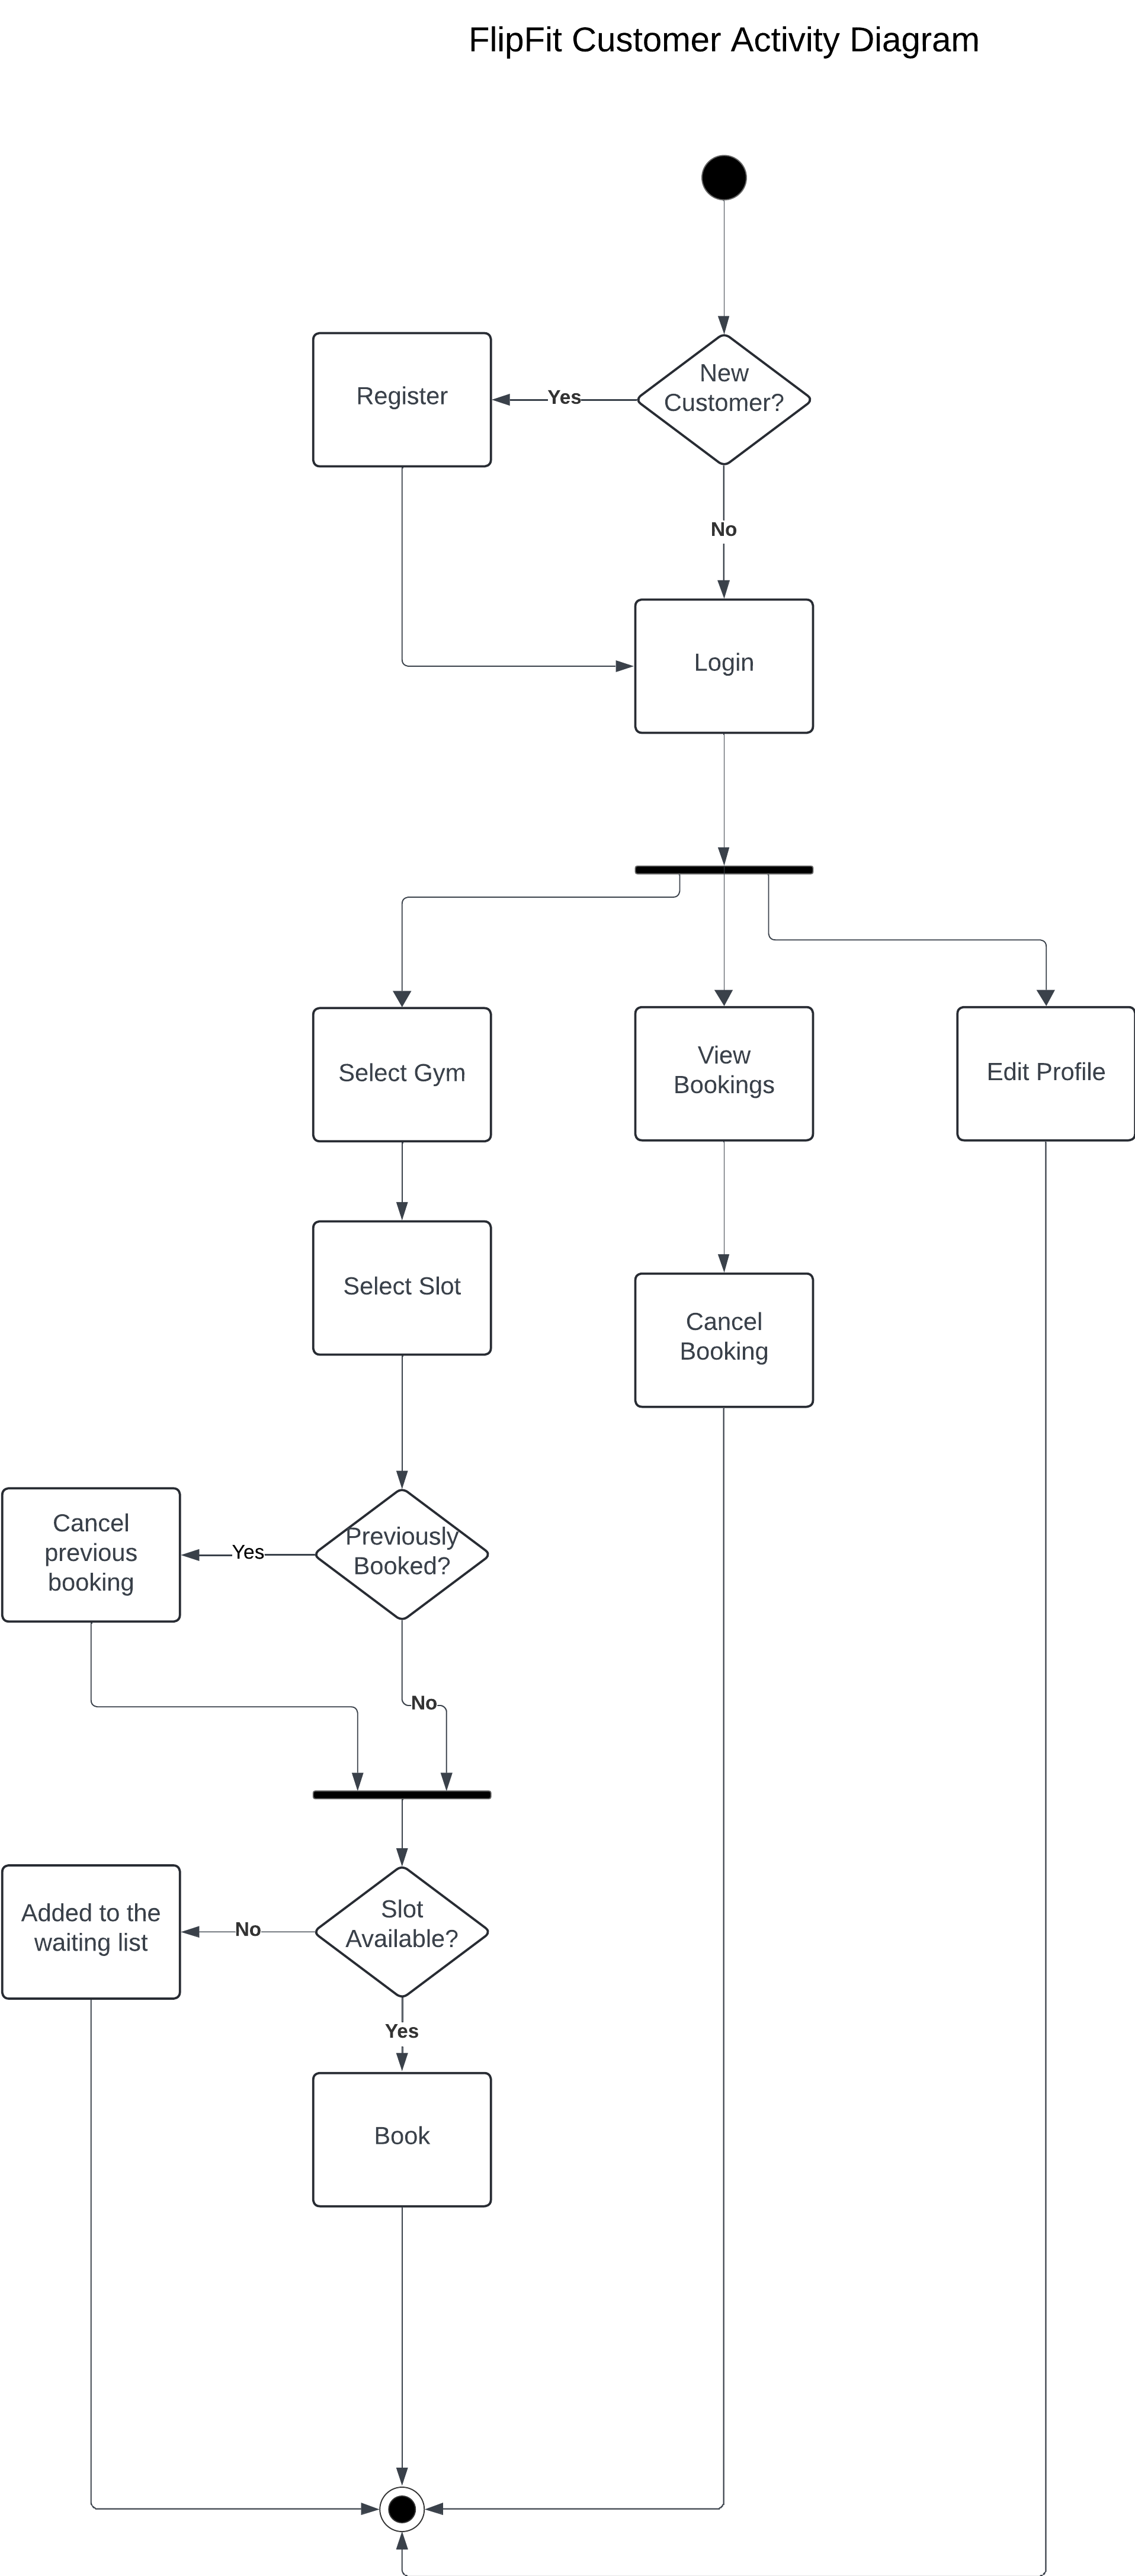 FlipFit Customer Activity Diagram
New
Customer?
Yes
Register
No
Login
Select Gym
View
Bookings
Edit Profile
Select Slot
Cancel
Booking
Previously
Booked?
Yes
Cancel
previous
booking
No
Slot
Available?
No
Added to the
waiting list
Yes
Book